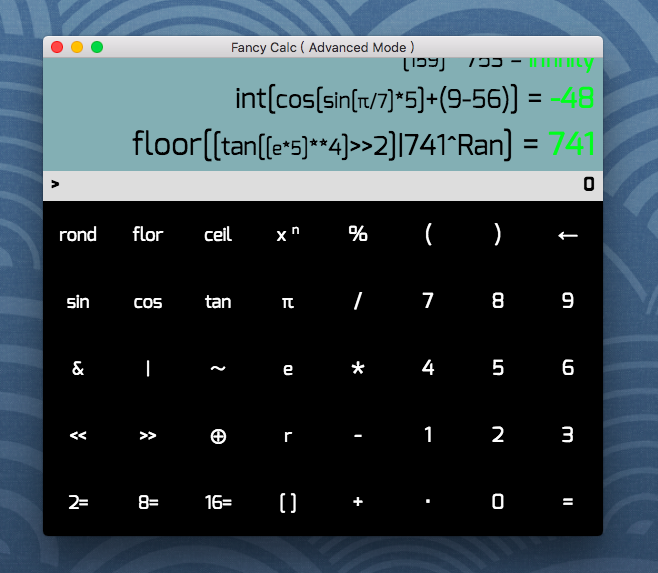 Fancy Calc ( Advanced Mode )
int[cos[sin[π/7]*5]+(9-56)] = -48
floor[[tan[[e*5]**4]>>2]|741^Ran] = 741
> 0
rond flor ceil x ⁿ % ( ) ←
sin cos tan π / 7 8 9
& | ~ e * 4 5 6
<< >> ⊕ r - 1 2 3
2= 8= 16= [ ] + · 0 =